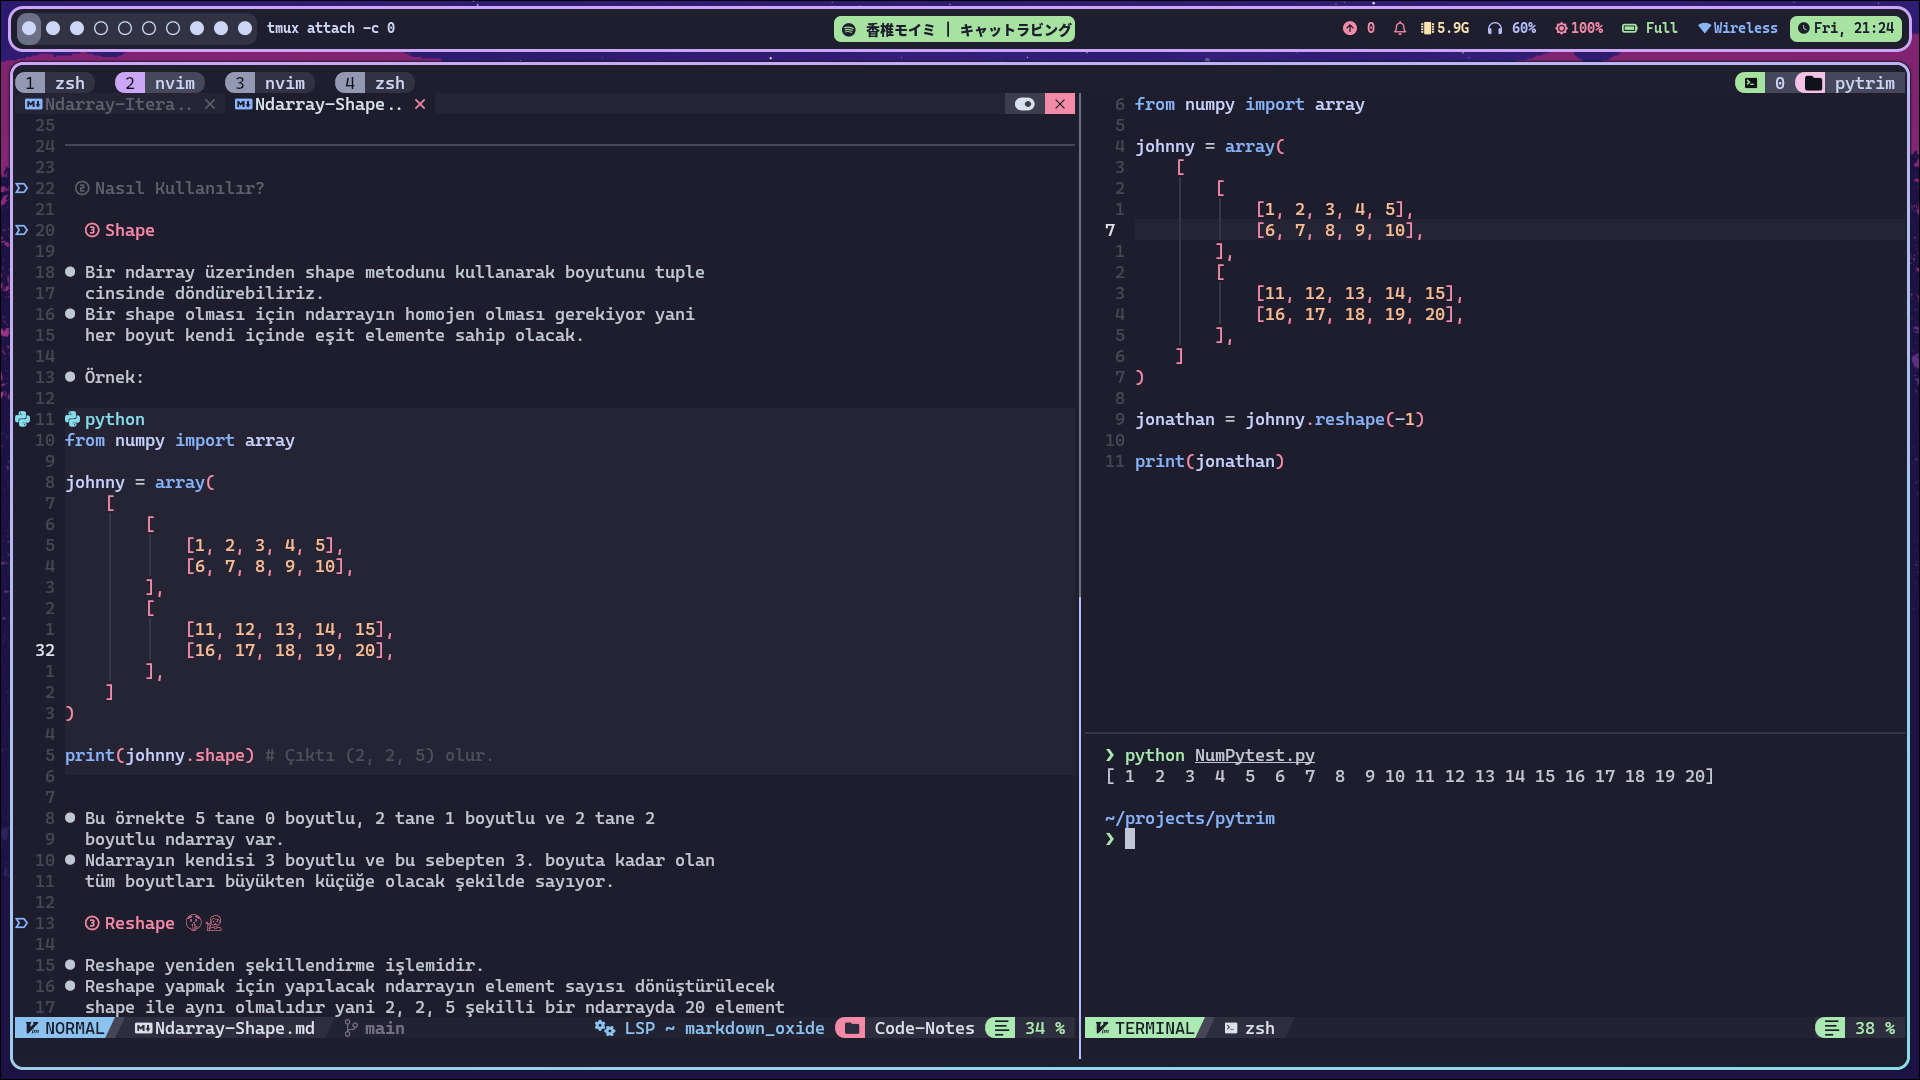 tmux attach -c 0
香椎モイミ | キャットラビング
0
5.9G
60%
100%
Full
Wireless
Fri, 21:24
1 zsh 2 nvim 3 nvim 4 zsh
0 pytrim
Ndarray-Itera.. ✕ Ndarray-Shape.. ✕
25
24
23
22 ② Nasıl Kullanılır?
21
20 ③ Shape
19
18 ● Bir ndarray üzerinden shape metodunu kullanarak boyutunu tuple
17 cinsinde döndürebiliriz.
16 ● Bir shape olması için ndarrayın homojen olması gerekiyor yani
15 her boyut kendi içinde eşit elemente sahip olacak.
14
13 ● Örnek:
12
11 python
10 from numpy import array
9
8 johnny = array(
7 [
6 [
5 [1, 2, 3, 4, 5],
4 [6, 7, 8, 9, 10],
3 ],
2 [
1 [11, 12, 13, 14, 15],
32 [16, 17, 18, 19, 20],
1 ],
2 ]
3 )
4
5 print(johnny.shape) # Çıktı (2, 2, 5) olur.
6
7
8 ● Bu örnekte 5 tane 0 boyutlu, 2 tane 1 boyutlu ve 2 tane 2
9 boyutlu ndarray var.
10 ● Ndarrayın kendisi 3 boyutlu ve bu sebepten 3. boyuta kadar olan
11 tüm boyutları büyükten küçüğe olacak şekilde sayıyor.
12
13 ③ Reshape
14
15 ● Reshape yeniden şekillendirme işlemidir.
16 ● Reshape yapmak için yapılacak ndarrayın element sayısı dönüştürülecek
17 shape ile aynı olmalıdır yani 2, 2, 5 şekilli bir ndarrayda 20 element
NORMAL Ndarray-Shape.md main LSP ~ markdown_oxide Code-Notes 34 %
6 from numpy import array
5
4 johnny = array(
3 [
2 [
1 [1, 2, 3, 4, 5],
7 [6, 7, 8, 9, 10],
1 ],
2 [
3 [11, 12, 13, 14, 15],
4 [16, 17, 18, 19, 20],
5 ],
6 ]
7 )
8
9 jonathan = johnny.reshape(-1)
10
11 print(jonathan)
❯ python NumPytest.py
[ 1 2 3 4 5 6 7 8 9 10 11 12 13 14 15 16 17 18 19 20]
~/projects/pytrim
❯
TERMINAL zsh 38 %